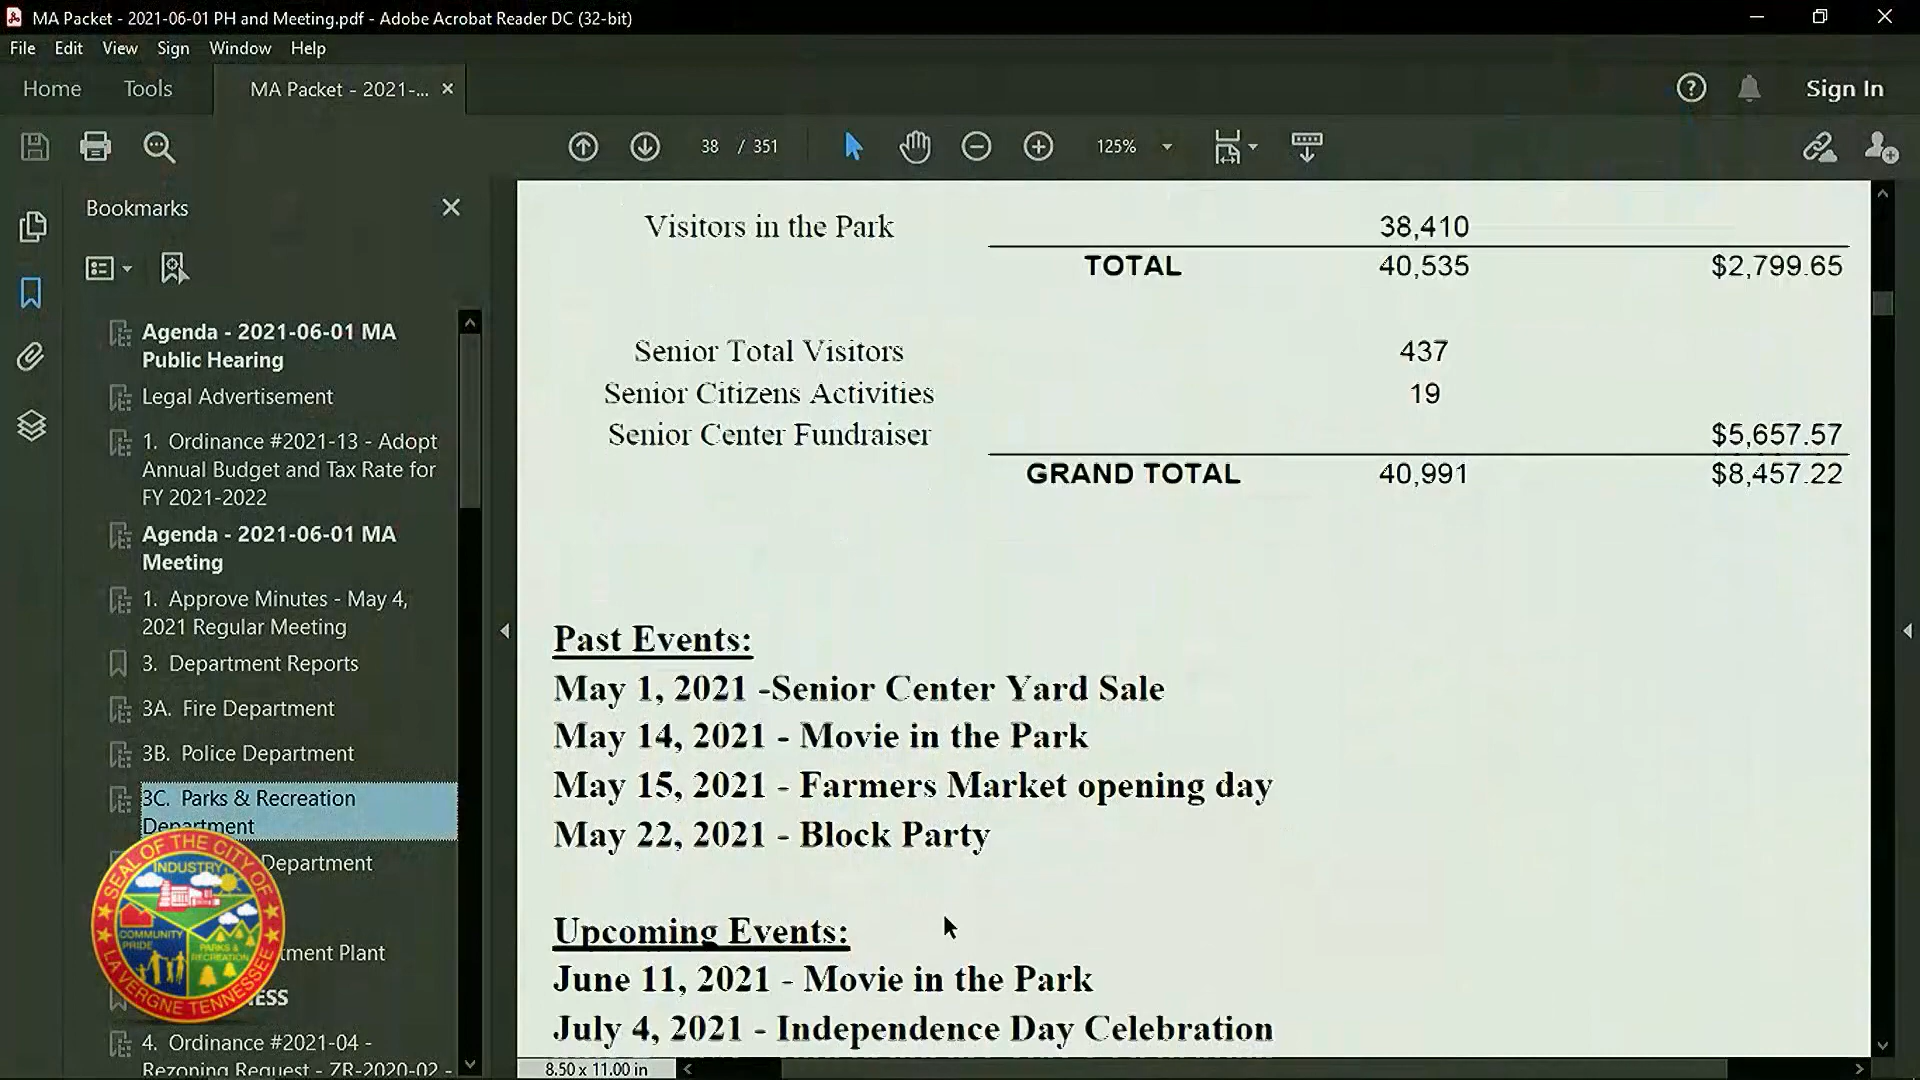 MA Packet - 2021-06-01 PH and Meeting.pdf - Adobe Acrobat Reader DC (32-bit)
File Edit View Sign Window Help
Home Tools MA Packet - 2021-... × Sign In
38 / 351 125%
Bookmarks
Agenda - 2021-06-01 MA
Public Hearing
Legal Advertisement
1. Ordinance #2021-13 - Adopt
Annual Budget and Tax Rate for
FY 2021-2022
Agenda - 2021-06-01 MA
Meeting
1. Approve Minutes - May 4,
2021 Regular Meeting
3. Department Reports
3A. Fire Department
3B. Police Department
3C. Parks & Recreation
Department
Department
tment Plant
ESS
4. Ordinance #2021-04 -
Rezoning Request - ZR-2020-02 -
SEAL OF THE CITY OF
LA VERGNE TENNESSEE
INDUSTRY
COMMUNITY
PRIDE
PARKS &
RECREATION
Visitors in the Park 38,410
TOTAL 40,535 $2,799.65
Senior Total Visitors 437
Senior Citizens Activities 19
Senior Center Fundraiser $5,657.57
GRAND TOTAL 40,991 $8,457.22
Past Events:
May 1, 2021 -Senior Center Yard Sale
May 14, 2021 - Movie in the Park
May 15, 2021 - Farmers Market opening day
May 22, 2021 - Block Party
Upcoming Events:
June 11, 2021 - Movie in the Park
July 4, 2021 - Independence Day Celebration
8.50 x 11.00 in